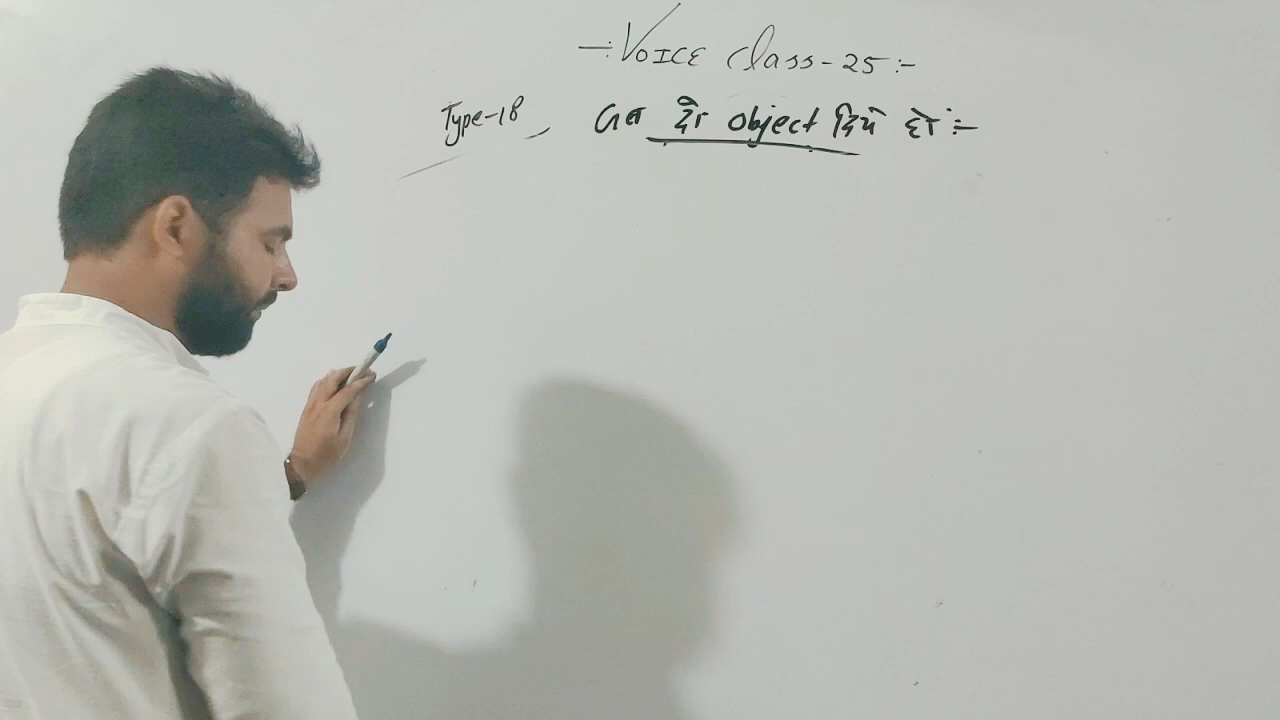 -: VOICE Class-25 :-
Type-18, जब दो object दिये हो :-